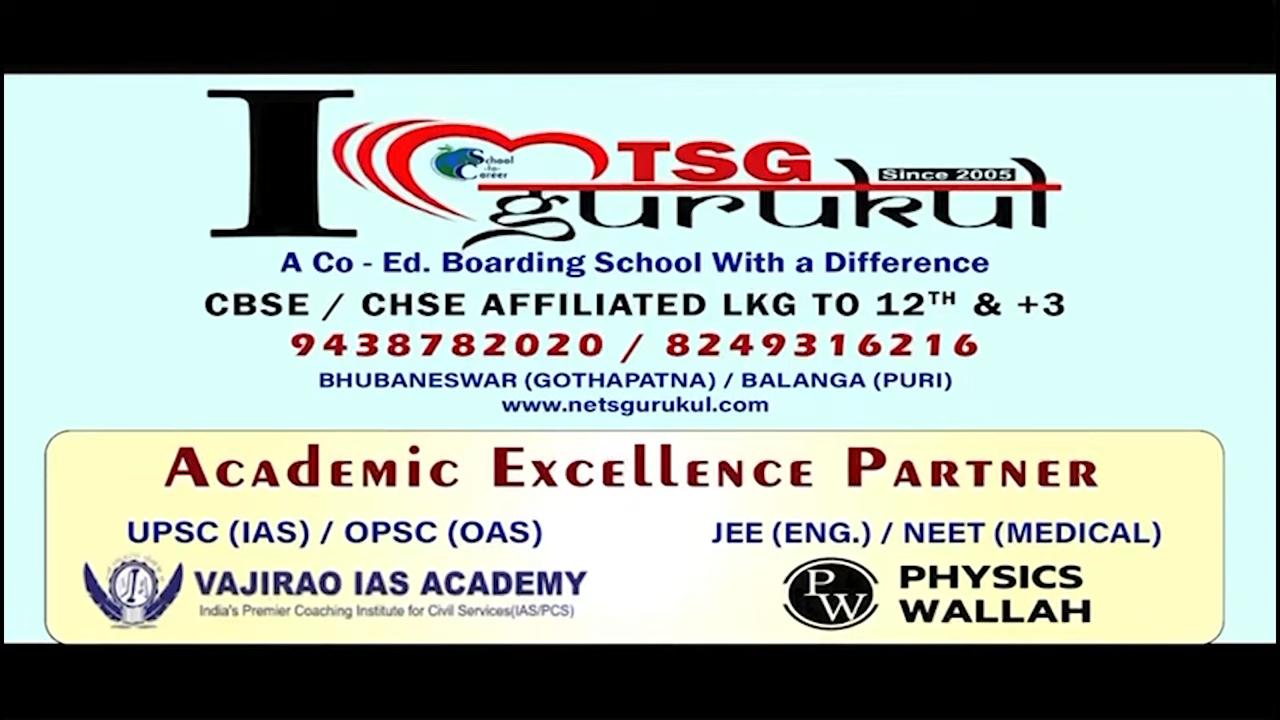 I TSG
School -to- Career
Since 2005
gurukul
A Co - Ed. Boarding School With a Difference
CBSE / CHSE AFFILIATED LKG TO 12TH & +3
9438782020 / 8249316216
BHUBANESWAR (GOTHAPATNA) / BALANGA (PURI)
www.netsgurukul.com
Academic Excellence Partner
UPSC (IAS) / OPSC (OAS)
VAJIRAO IAS ACADEMY
India's Premier Coaching Institute for Civil Services(IAS/PCS)
JEE (ENG.) / NEET (MEDICAL)
PW
PHYSICS
WALLAH